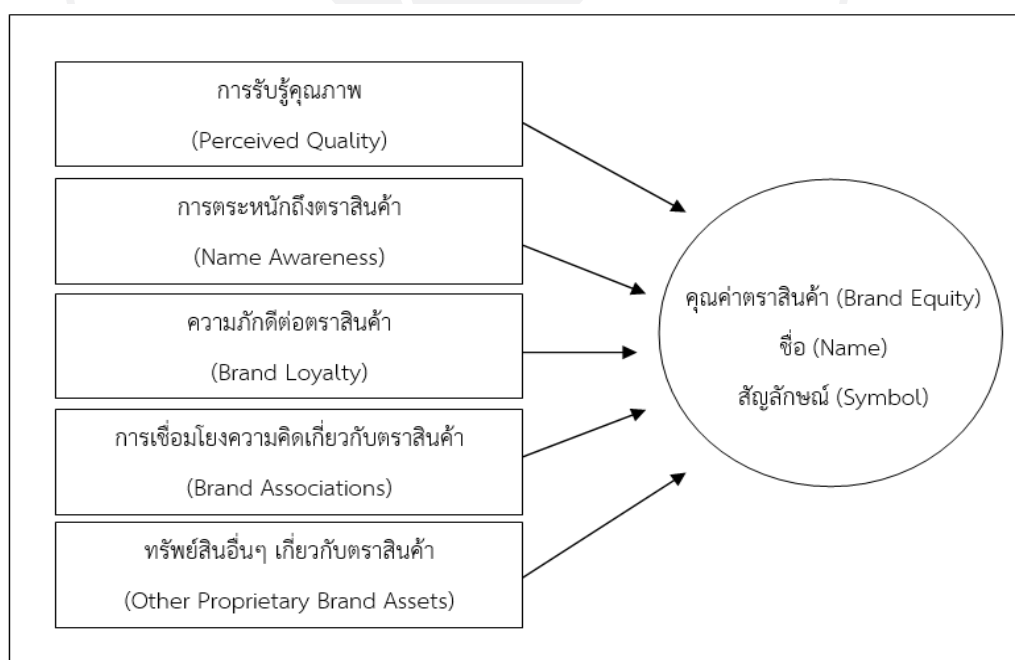 การรับรู้คุณภาพ
(Perceived Quality)
การตระหนักถึงตราสินค้า
(Name Awareness)
ความภักดีต่อตราสินค้า
(Brand Loyalty)
การเชื่อมโยงความคิดเกี่ยวกับตราสินค้า
(Brand Associations)
ทรัพย์สินอื่นๆ เกี่ยวกับตราสินค้า
(Other Proprietary Brand Assets)
คุณค่าตราสินค้า (Brand Equity)
ชื่อ (Name)
สัญลักษณ์ (Symbol)